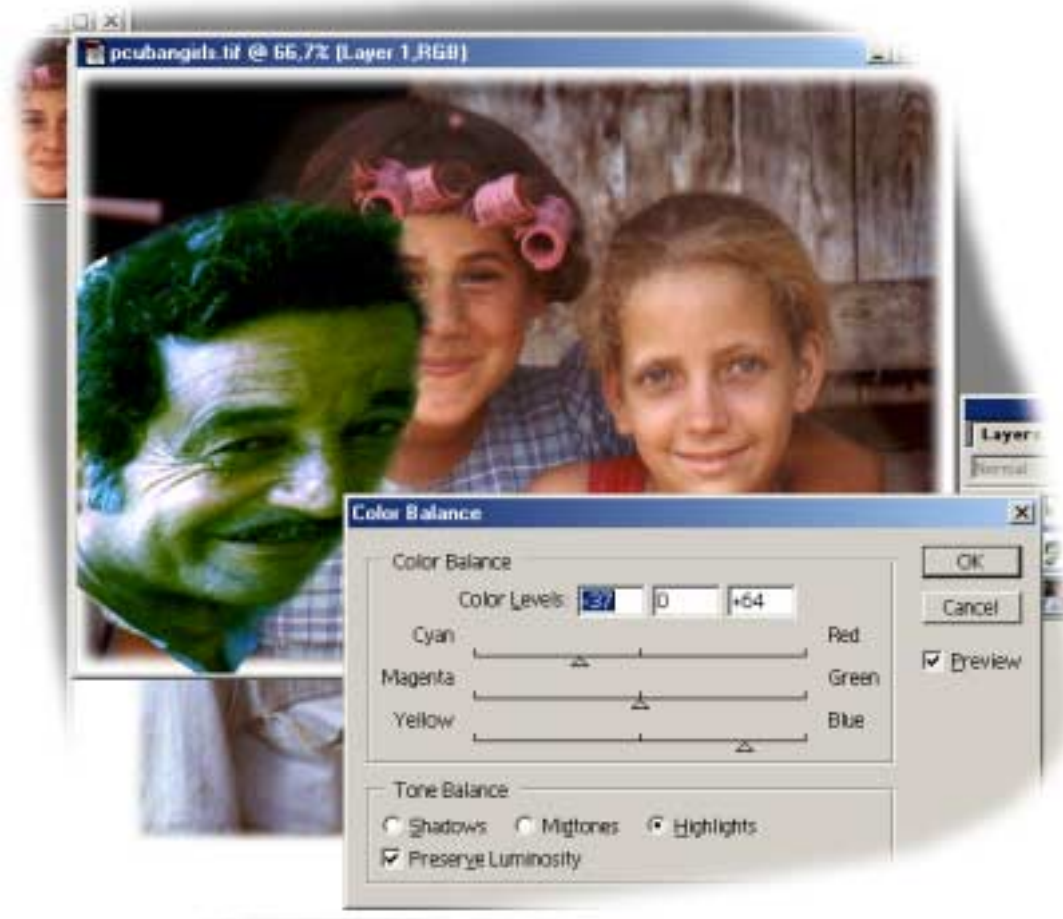 pcubangirls.tif @ 66,7% (Layer 1,RGB)
Layers
Normal
Color Balance
Color Balance
OK
Color Levels -37 0 +64
Cancel
Cyan Red
Preview
Magenta Green
Yellow Blue
Tone Balance
Shadows Midtones Highlights
Preserve Luminosity